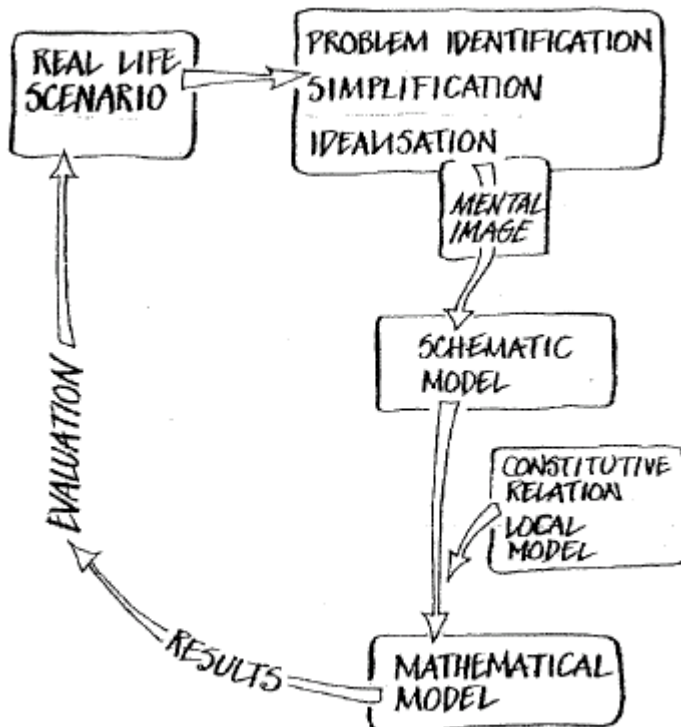 REAL LIFE
SCENARIO
PROBLEM IDENTIFICATION
SIMPLIFICATION
IDEALISATION
MENTAL
IMAGE
SCHEMATIC
MODEL
CONSTITUTIVE
RELATION
LOCAL
MODEL
MATHEMATICAL
MODEL
RESULTS
EVALUATION